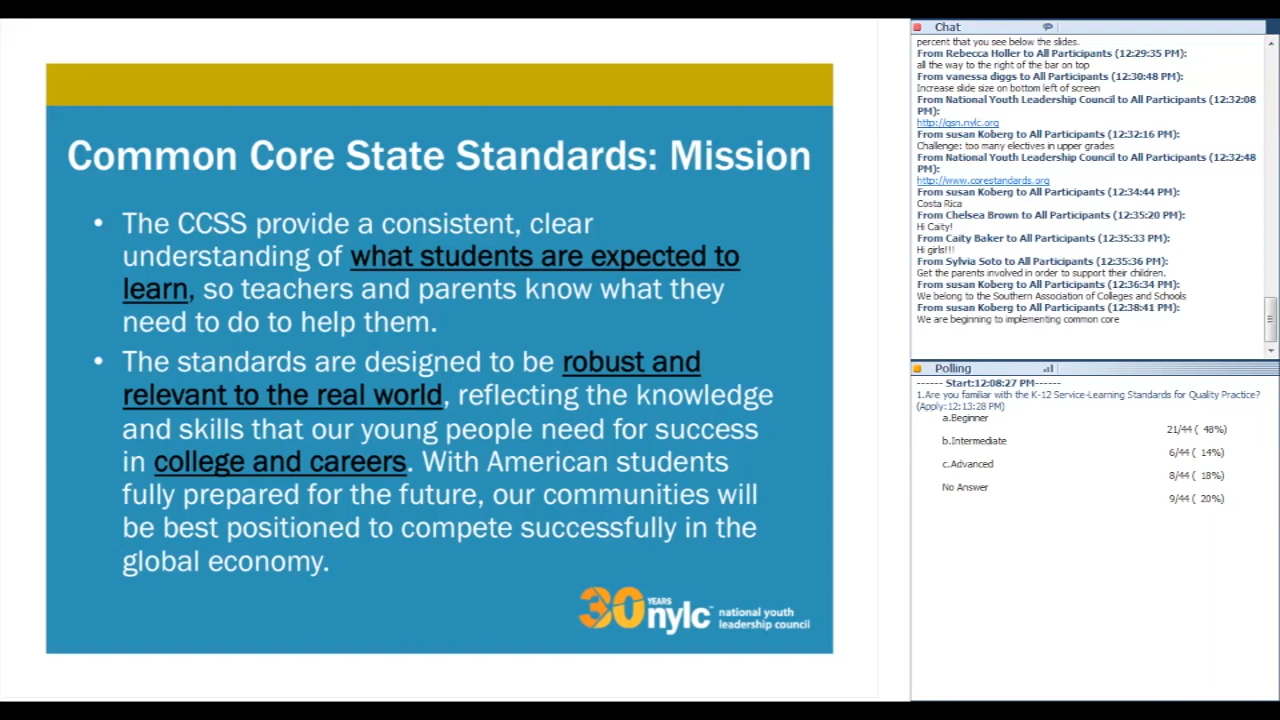 Common Core State Standards: Mission
• The CCSS provide a consistent, clear
understanding of what students are expected to
learn, so teachers and parents know what they
need to do to help them.
• The standards are designed to be robust and
relevant to the real world, reflecting the knowledge
and skills that our young people need for success
in college and careers. With American students
fully prepared for the future, our communities will
be best positioned to compete successfully in the
global economy.
30 YEARS nylc national youth
leadership council
Chat
percent that you see below the slides.
From Rebecca Holler to All Participants (12:29:35 PM):
all the way to the right of the bar on top
From vanessa diggs to All Participants (12:30:48 PM):
Increase slide size on bottom left of screen
From National Youth Leadership Council to All Participants (12:32:08
PM):
http://gsn.nylc.org
From susan Koberg to All Participants (12:32:16 PM):
Challenge: too many electives in upper grades
From National Youth Leadership Council to All Participants (12:32:48
PM):
http://www.corestandards.org
From susan Koberg to All Participants (12:34:44 PM):
Costa Rica
From Chelsea Brown to All Participants (12:35:20 PM):
Hi Caity!
From Caity Baker to All Participants (12:35:33 PM):
Hi girls!!!
From Sylvia Soto to All Participants (12:35:36 PM):
Get the parents involved in order to support their children.
From susan Koberg to All Participants (12:36:34 PM):
We belong to the Southern Association of Colleges and Schools
From susan Koberg to All Participants (12:38:41 PM):
We are beginning to implementing common core
Polling
------ Start:12:08:27 PM------
1.Are you familiar with the K-12 Service-Learning Standards for Quality Practice?
(Apply:12:13:28 PM)
a.Beginner
21/44 ( 48%)
b.Intermediate
6/44 ( 14%)
c.Advanced
8/44 ( 18%)
No Answer
9/44 ( 20%)